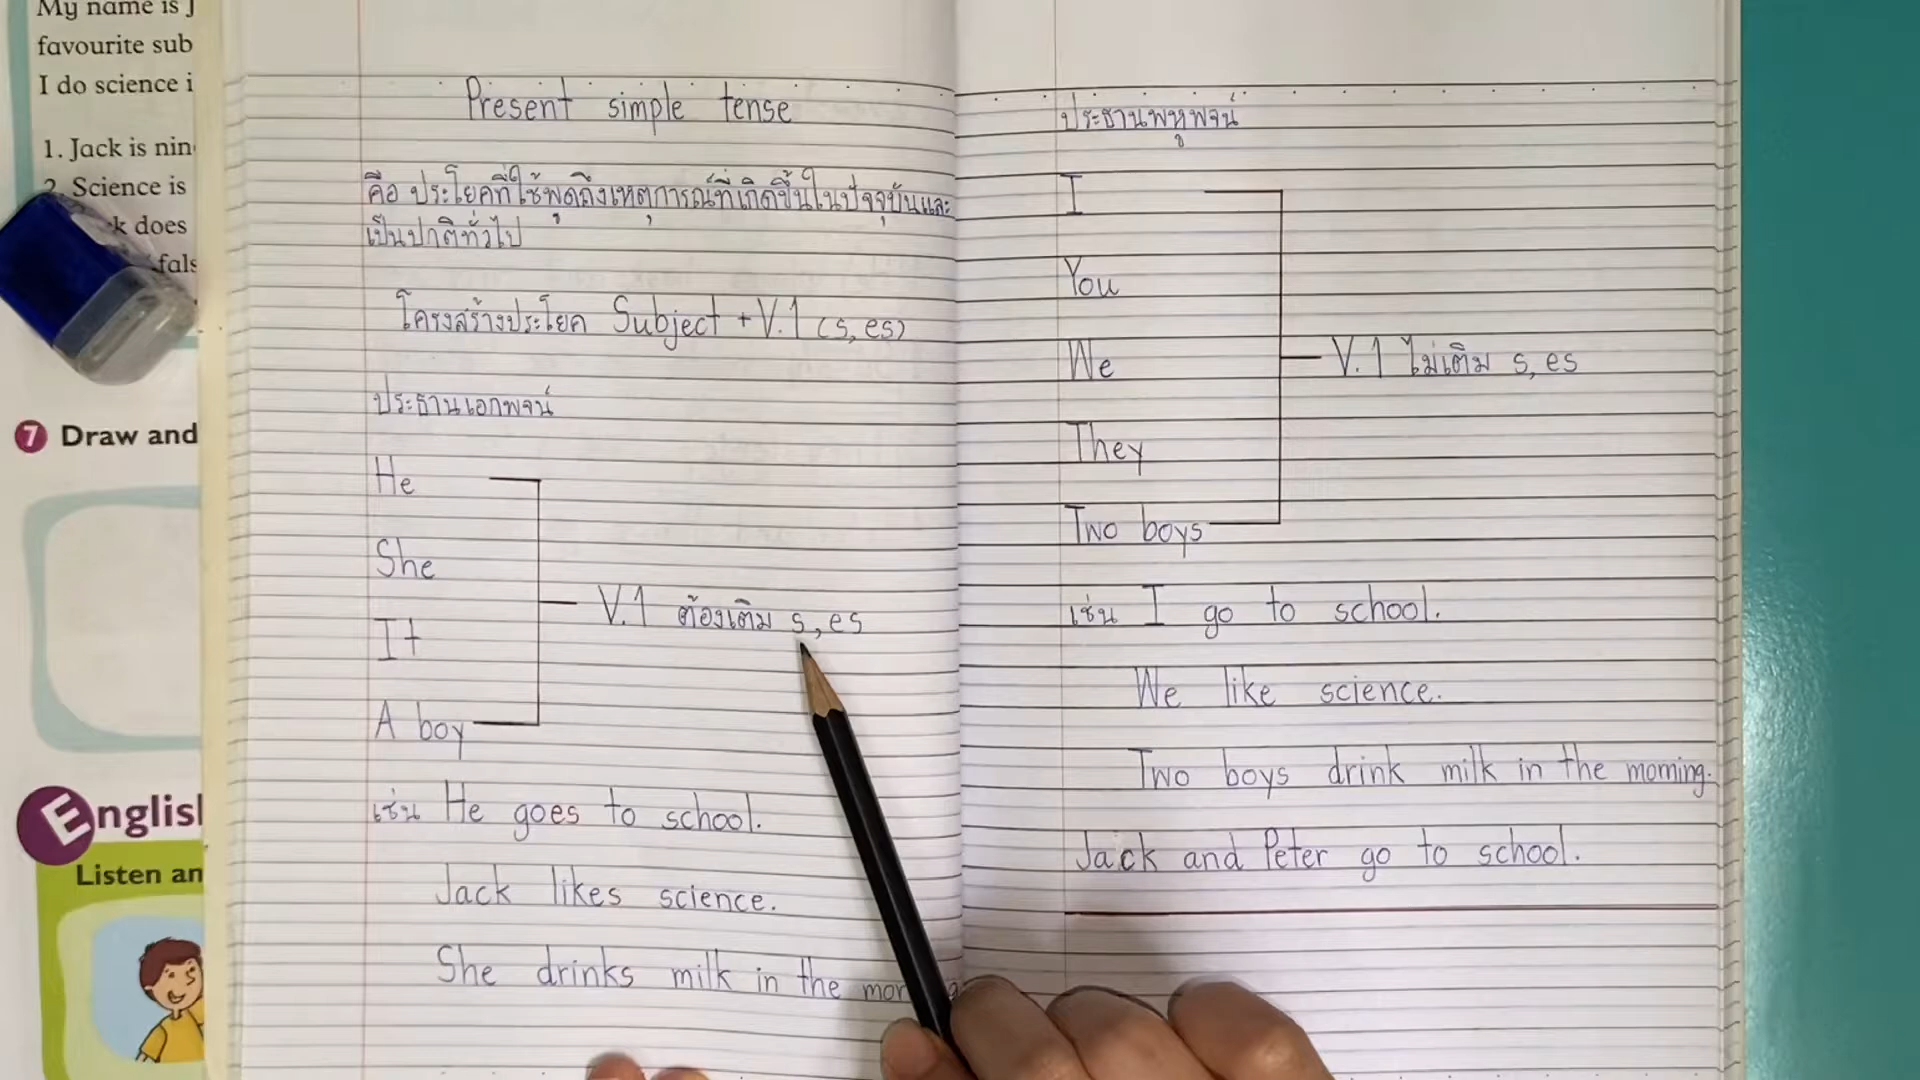 My name is J
favourite sub
I do science i
1. Jack is nin
2. Science is
k does
fals
7 Draw and
English
Listen an
Present simple tense
คือ ประโยคที่ใช้พูดถึงเหตุการณ์ที่เกิดขึ้นในปัจจุบันและ
เป็นปกติทั่วไป
โครงสร้างประโยค Subject + V.1 (s, es)
ประธานเอกพจน์
He
She
It
A boy
V.1 ต้องเติม s, es
เช่น He goes to school.
Jack likes science.
She drinks milk in the mor
ประธานพหูพจน์
I
You
We
They
Two boys
V.1 ไม่เติม s, es
เช่น I go to school.
We like science.
Two boys drink milk in the morning.
Jack and Peter go to school.